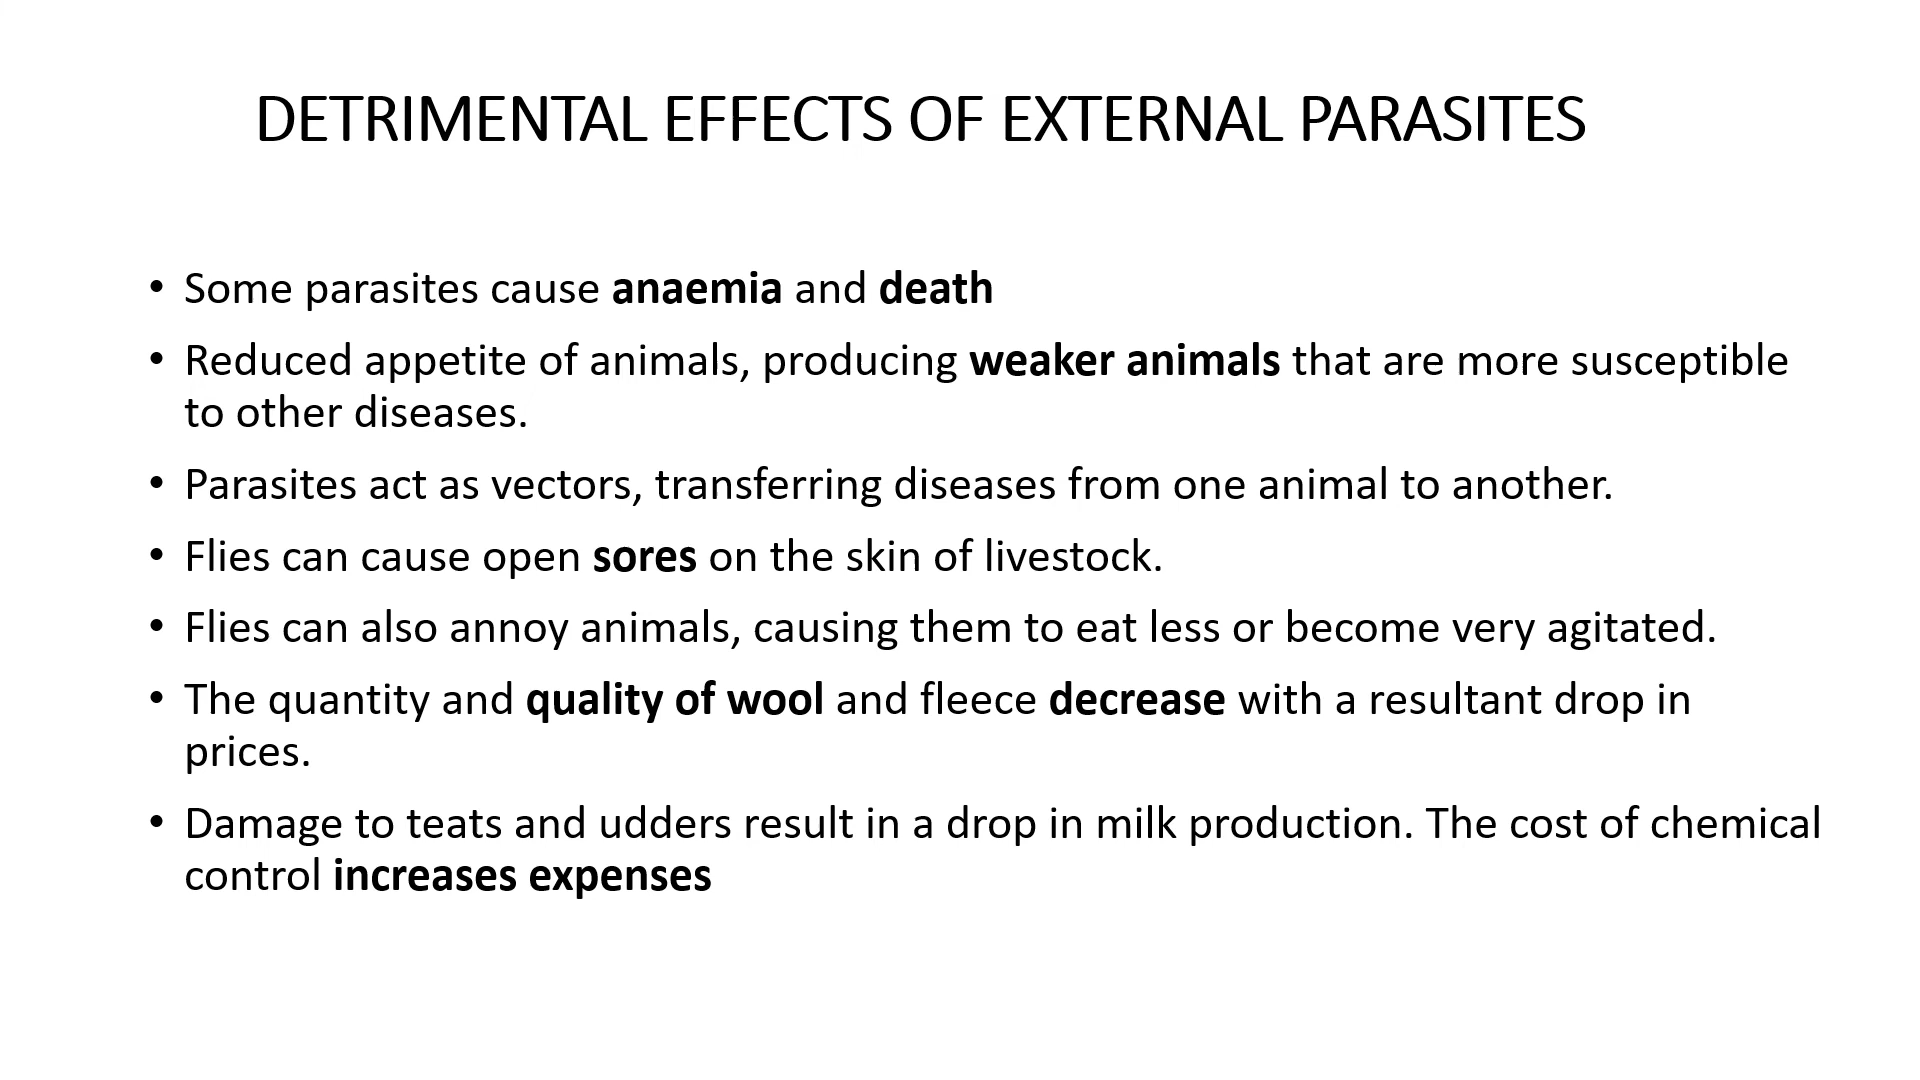 DETRIMENTAL EFFECTS OF EXTERNAL PARASITES
• Some parasites cause anaemia and death
• Reduced appetite of animals, producing weaker animals that are more susceptible
to other diseases.
• Parasites act as vectors, transferring diseases from one animal to another.
• Flies can cause open sores on the skin of livestock.
• Flies can also annoy animals, causing them to eat less or become very agitated.
• The quantity and quality of wool and fleece decrease with a resultant drop in
prices.
• Damage to teats and udders result in a drop in milk production. The cost of chemical
control increases expenses